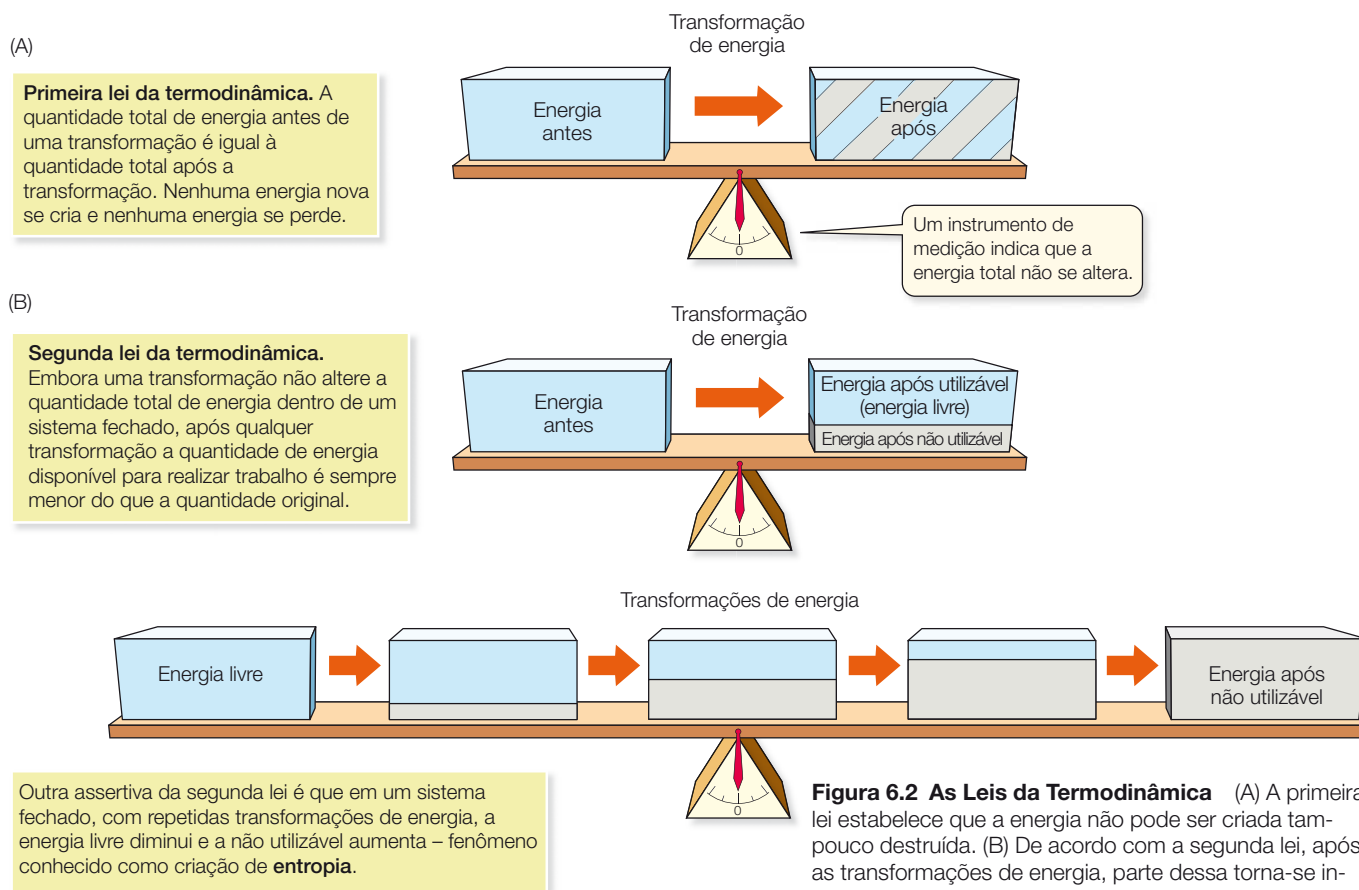 (A)
Primeira lei da termodinâmica. A
quantidade total de energia antes de
uma transformação é igual à
quantidade total após a
transformação. Nenhuma energia nova
se cria e nenhuma energia se perde.
Transformação
de energia
Energia
antes
Energia
após
0
Um instrumento de
medição indica que a
energia total não se altera.
(B)
Segunda lei da termodinâmica.
Embora uma transformação não altere a
quantidade total de energia dentro de um
sistema fechado, após qualquer
transformação a quantidade de energia
disponível para realizar trabalho é sempre
menor do que a quantidade original.
Transformação
de energia
Energia
antes
Energia após utilizável
(energia livre)
Energia após não utilizável
0
Transformações de energia
Energia livre
Energia após
não utilizável
0
Outra assertiva da segunda lei é que em um sistema
fechado, com repetidas transformações de energia, a
energia livre diminui e a não utilizável aumenta – fenômeno
conhecido como criação de entropia.
Figura 6.2 As Leis da Termodinâmica (A) A primeira
lei estabelece que a energia não pode ser criada tam-
pouco destruída. (B) De acordo com a segunda lei, após
as transformações de energia, parte dessa torna-se in-